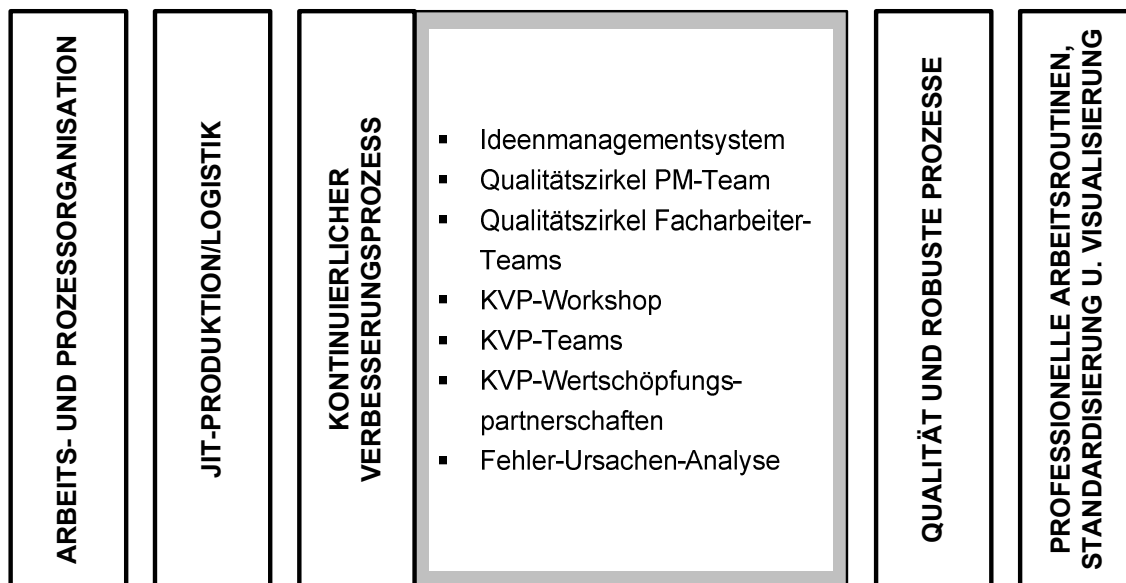 ARBEITS- UND PROZESSORGANISATION
JIT-PRODUKTION/LOGISTIK
KONTINUIERLICHER
VERBESSERUNGSPROZESS
▪ Ideenmanagementsystem
▪ Qualitätszirkel PM-Team
▪ Qualitätszirkel Facharbeiter-
Teams
▪ KVP-Workshop
▪ KVP-Teams
▪ KVP-Wertschöpfungs-
partnerschaften
▪ Fehler-Ursachen-Analyse
QUALITÄT UND ROBUSTE PROZESSE
PROFESSIONELLE ARBEITSROUTINEN,
STANDARDISIERUNG U. VISUALISIERUNG